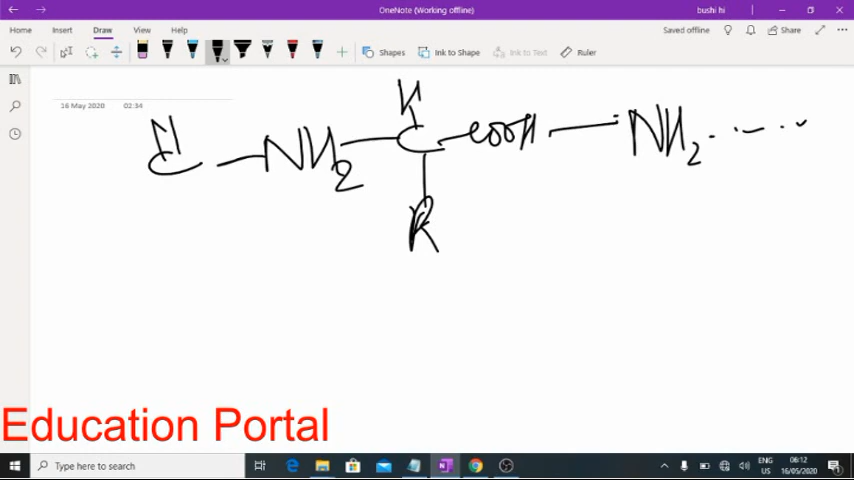 OneNote (Working offline)
bushi hi
Home Insert Draw View Help
Saved offline Share
Ink to Shape Shapes Ink to Text Ruler
16 May 2020 02:34
H H
C — NH2 — C — COOH — NH2 - - - -
R
Education Portal
Type here to search
ENG 06:12
US 16/05/2020